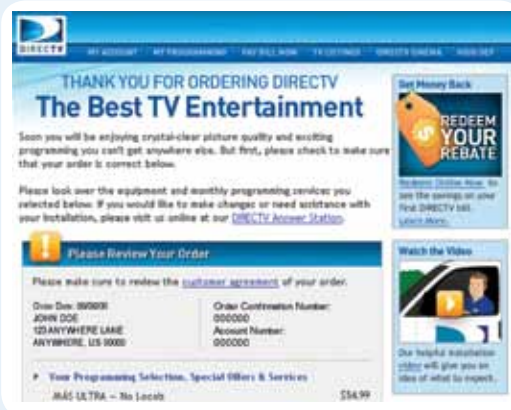 DIRECTV
MY ACCOUNT MY PROGRAMMING PAY BILL NOW TV LISTINGS DIRECTV CINEMA HIGH DEF
THANK YOU FOR ORDERING DIRECTV
The Best TV Entertainment
Soon you will be enjoying crystal-clear picture quality and exciting
programming you can't get anywhere else. But first, please check to make sure
that your order is correct below.
Please look over the equipment and monthly programming services you
selected below. If you would like to make changes or need assistance with
your installation, please visit us online at our DIRECTV Answer Station.
Please Review Your Order
Please make sure to review the customer agreement of your order.
JOHN DOE
123 ANYWHERE LANE
ANYWHERE, US 00000
Order Confirmation Number:
000000
Account Number:
000000
Your Programming Selection, Special Offers & Services
MÁS ULTRA – No Locals $54.99
Get Money Back
REDEEM
YOUR
REBATE
Redeem Online Now to
see the savings on your
first DIRECTV bill.
Learn More.
Watch the Video
Our helpful installation
video will give you an
idea of what to expect.